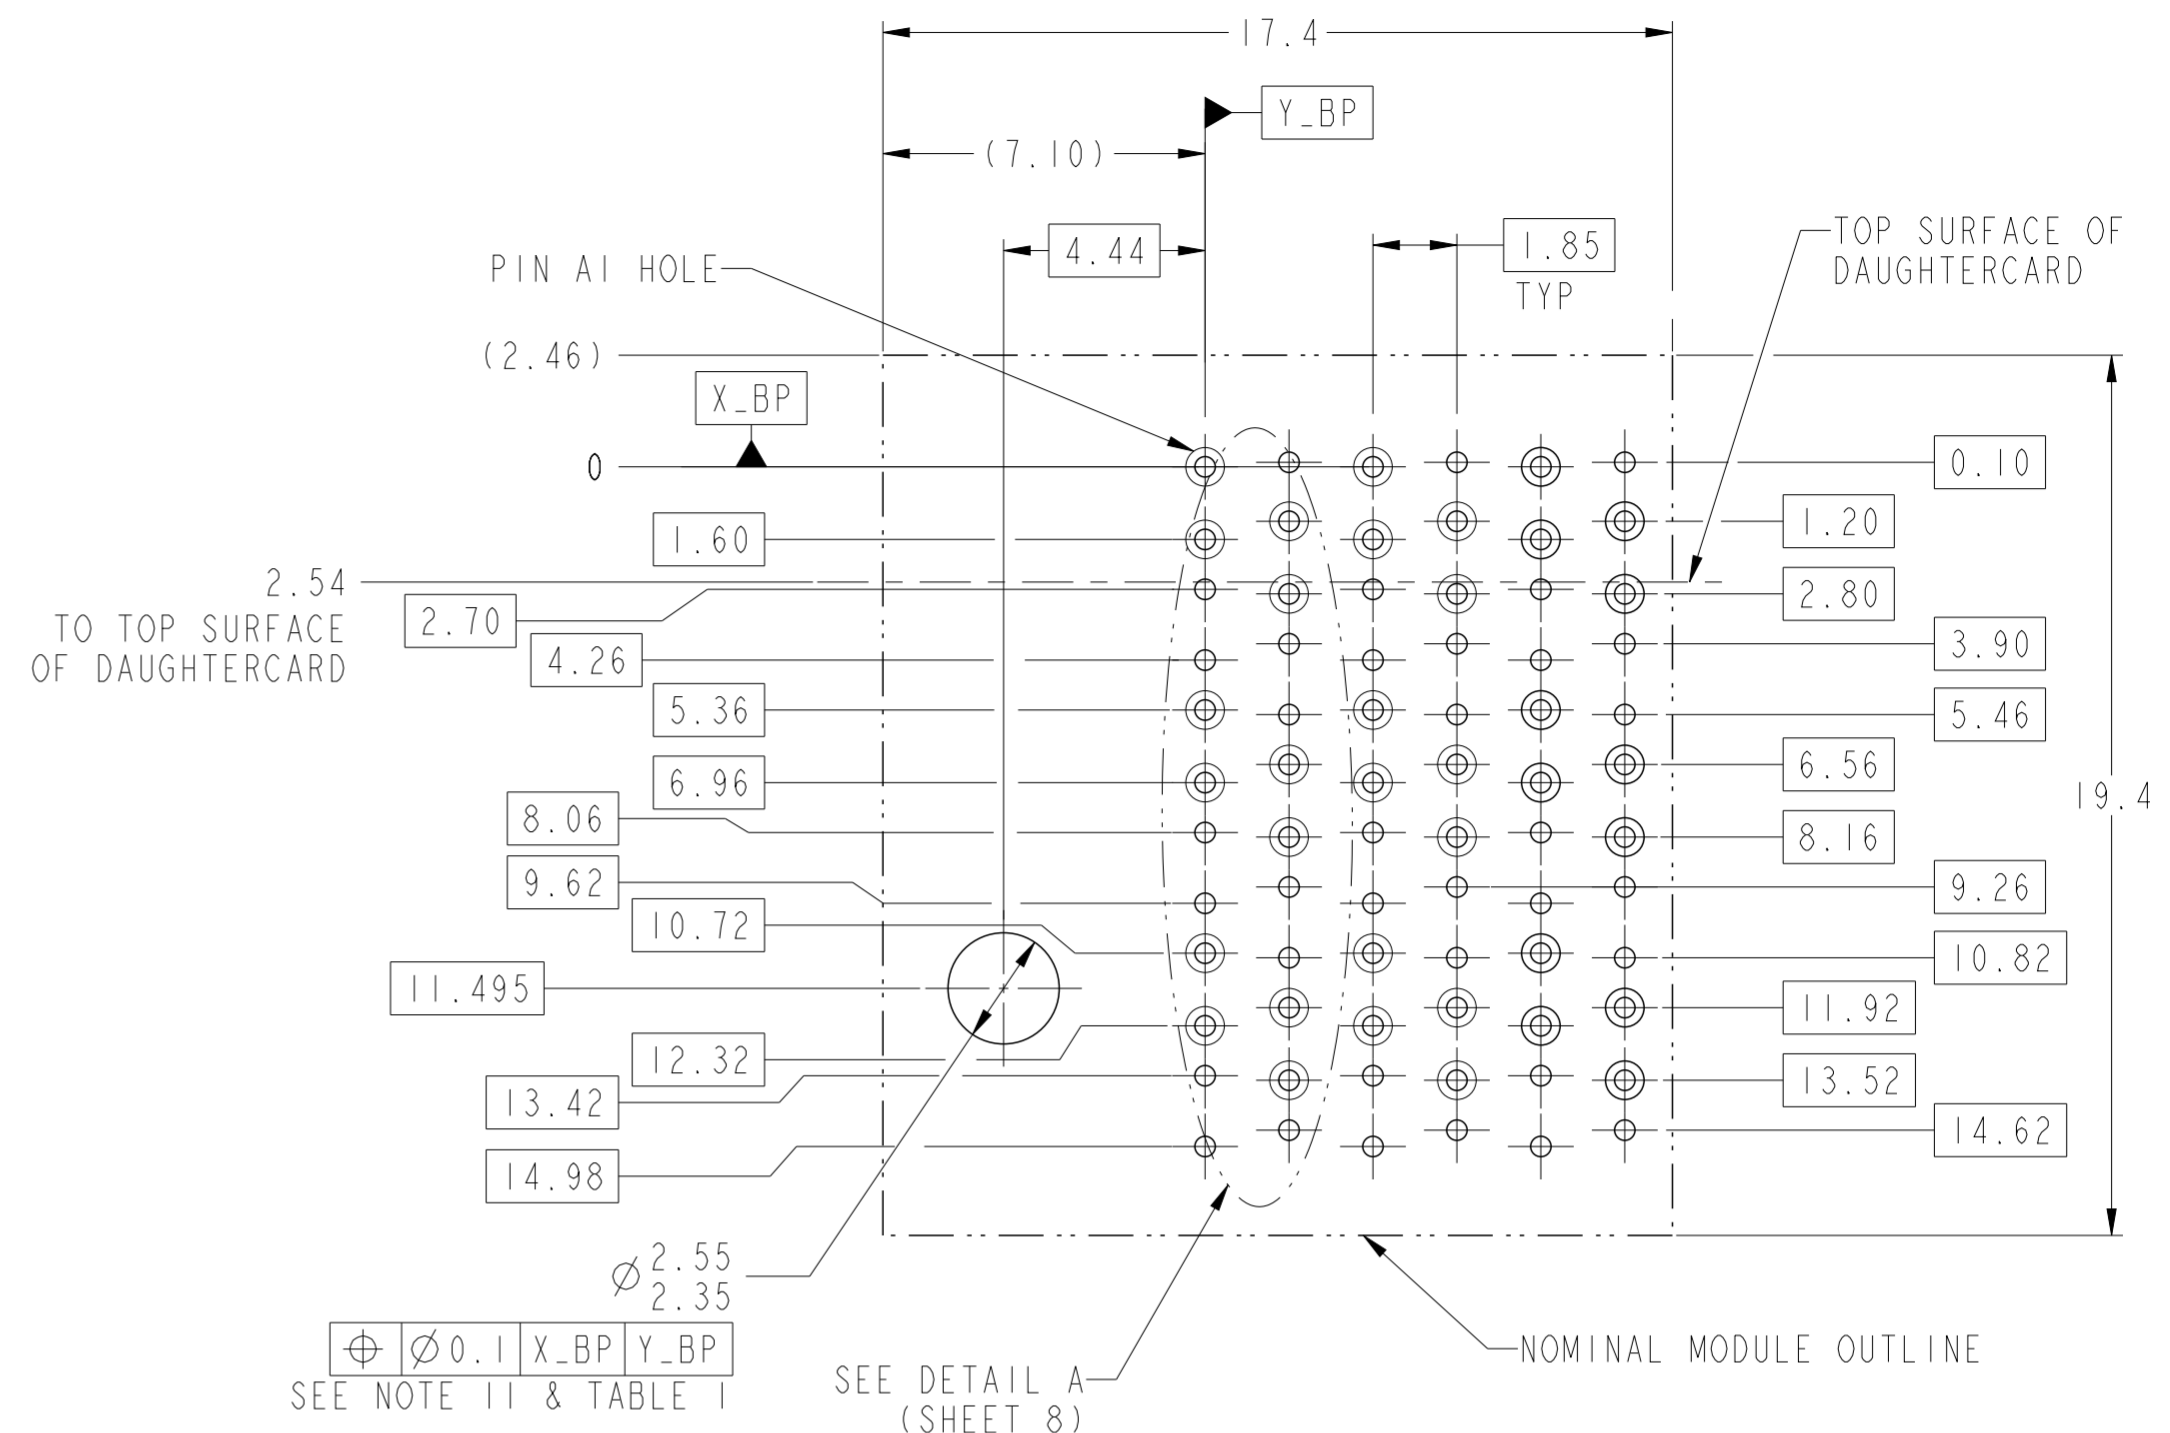 17.4
Y_BP
(7.10)
4.44
1.85
TYP
TOP SURFACE OF
DAUGHTERCARD
PIN A1 HOLE
(2.46)
X_BP
0
0.10
1.60
1.20
2.54
TO TOP SURFACE
OF DAUGHTERCARD
2.70
2.80
4.26
3.90
5.36
5.46
6.96
6.56
19.4
8.06
8.16
9.62
9.26
10.72
10.82
11.495
11.92
12.32
13.42
13.52
14.98
14.62
Ø 2.55
2.35
⌖ Ø0.1 X_BP Y_BP
SEE NOTE 11 & TABLE 1
SEE DETAIL A
(SHEET 8)
NOMINAL MODULE OUTLINE